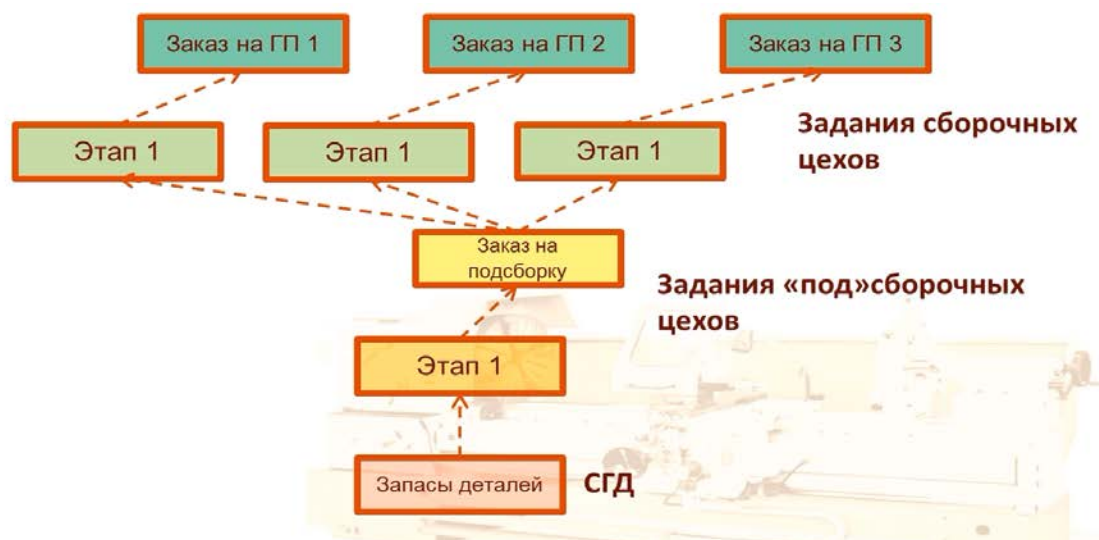 Заказ на ГП 1
Заказ на ГП 2
Заказ на ГП 3
Этап 1
Этап 1
Этап 1
Задания сборочных
цехов
Заказ на
подсборку
Задания «под»сборочных
цехов
Этап 1
Запасы деталей
СГД